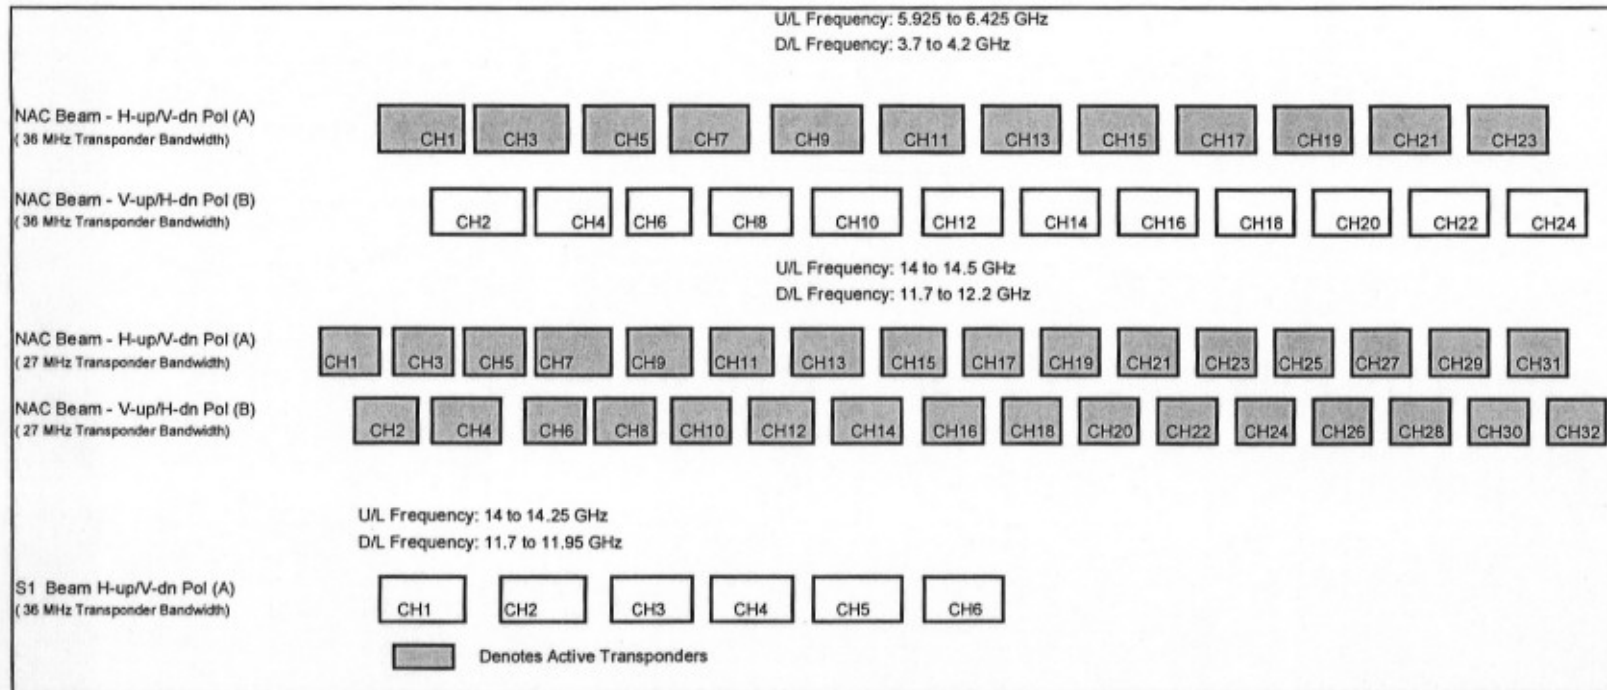 U/L Frequency: 5.925 to 6.425 GHz
D/L Frequency: 3.7 to 4.2 GHz
NAC Beam - H-up/V-dn Pol (A)
( 36 MHz Transponder Bandwidth)
CH1 CH3 CH5 CH7 CH9 CH11 CH13 CH15 CH17 CH19 CH21 CH23
NAC Beam - V-up/H-dn Pol (B)
( 36 MHz Transponder Bandwidth)
CH2 CH4 CH6 CH8 CH10 CH12 CH14 CH16 CH18 CH20 CH22 CH24
U/L Frequency: 14 to 14.5 GHz
D/L Frequency: 11.7 to 12.2 GHz
NAC Beam - H-up/V-dn Pol (A)
( 27 MHz Transponder Bandwidth)
CH1 CH3 CH5 CH7 CH9 CH11 CH13 CH15 CH17 CH19 CH21 CH23 CH25 CH27 CH29 CH31
NAC Beam - V-up/H-dn Pol (B)
( 27 MHz Transponder Bandwidth)
CH2 CH4 CH6 CH8 CH10 CH12 CH14 CH16 CH18 CH20 CH22 CH24 CH26 CH28 CH30 CH32
U/L Frequency: 14 to 14.25 GHz
D/L Frequency: 11.7 to 11.95 GHz
S1 Beam H-up/V-dn Pol (A)
( 36 MHz Transponder Bandwidth)
CH1 CH2 CH3 CH4 CH5 CH6
Denotes Active Transponders